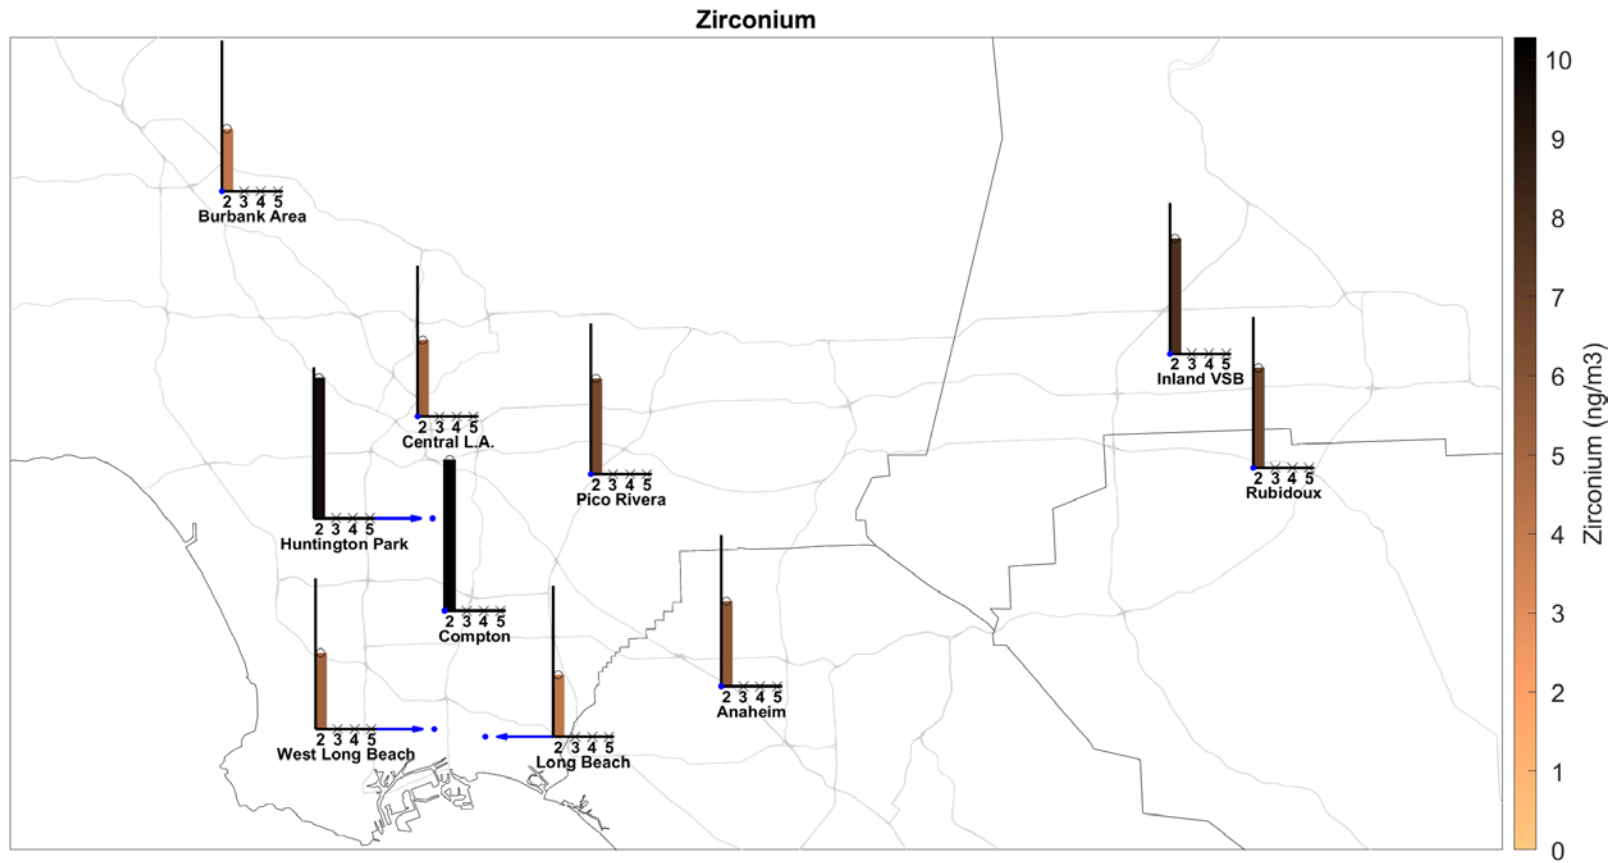 Zirconium
2 3 4 5
Burbank Area
2 3 4 5
Central L.A.
2 3 4 5
Pico Rivera
2 3 4 5
Inland VSB
2 3 4 5
Rubidoux
2 3 4 5
Huntington Park
2 3 4 5
Compton
2 3 4 5
West Long Beach
2 3 4 5
Long Beach
2 3 4 5
Anaheim
10
9
8
7
6
5
4
3
2
1
0
Zirconium (ng/m3)